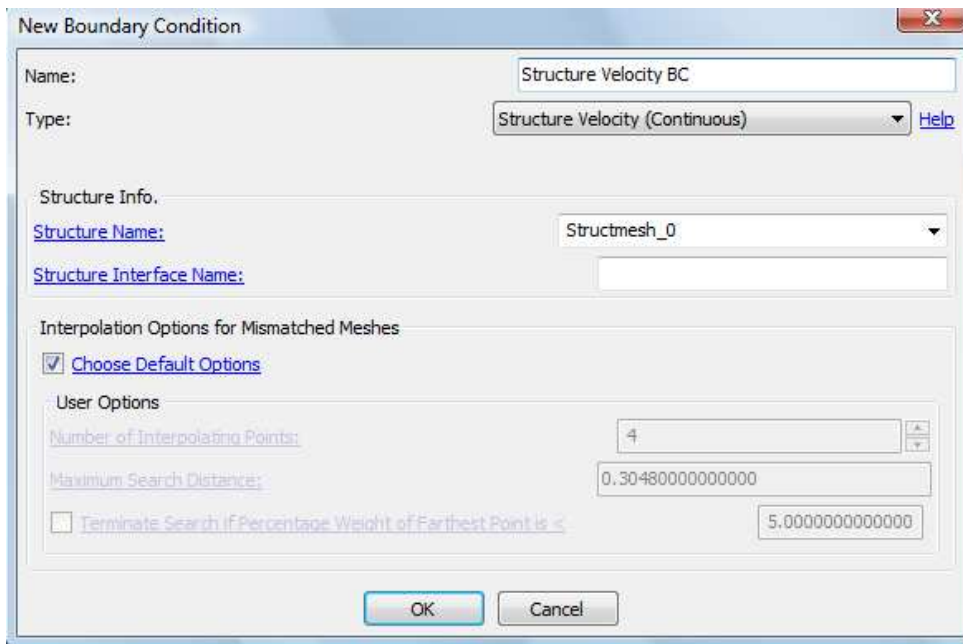 New Boundary Condition
Name: Structure Velocity BC
Type: Structure Velocity (Continuous) Help
Structure Info.
Structure Name: Structmesh_0
Structure Interface Name:
Interpolation Options for Mismatched Meshes
Choose Default Options
User Options
Number of Interpolating Points: 4
Maximum Search Distance: 0.30480000000000
Terminate Search if Percentage Weight of Farthest Point is < 5.0000000000000
OK Cancel